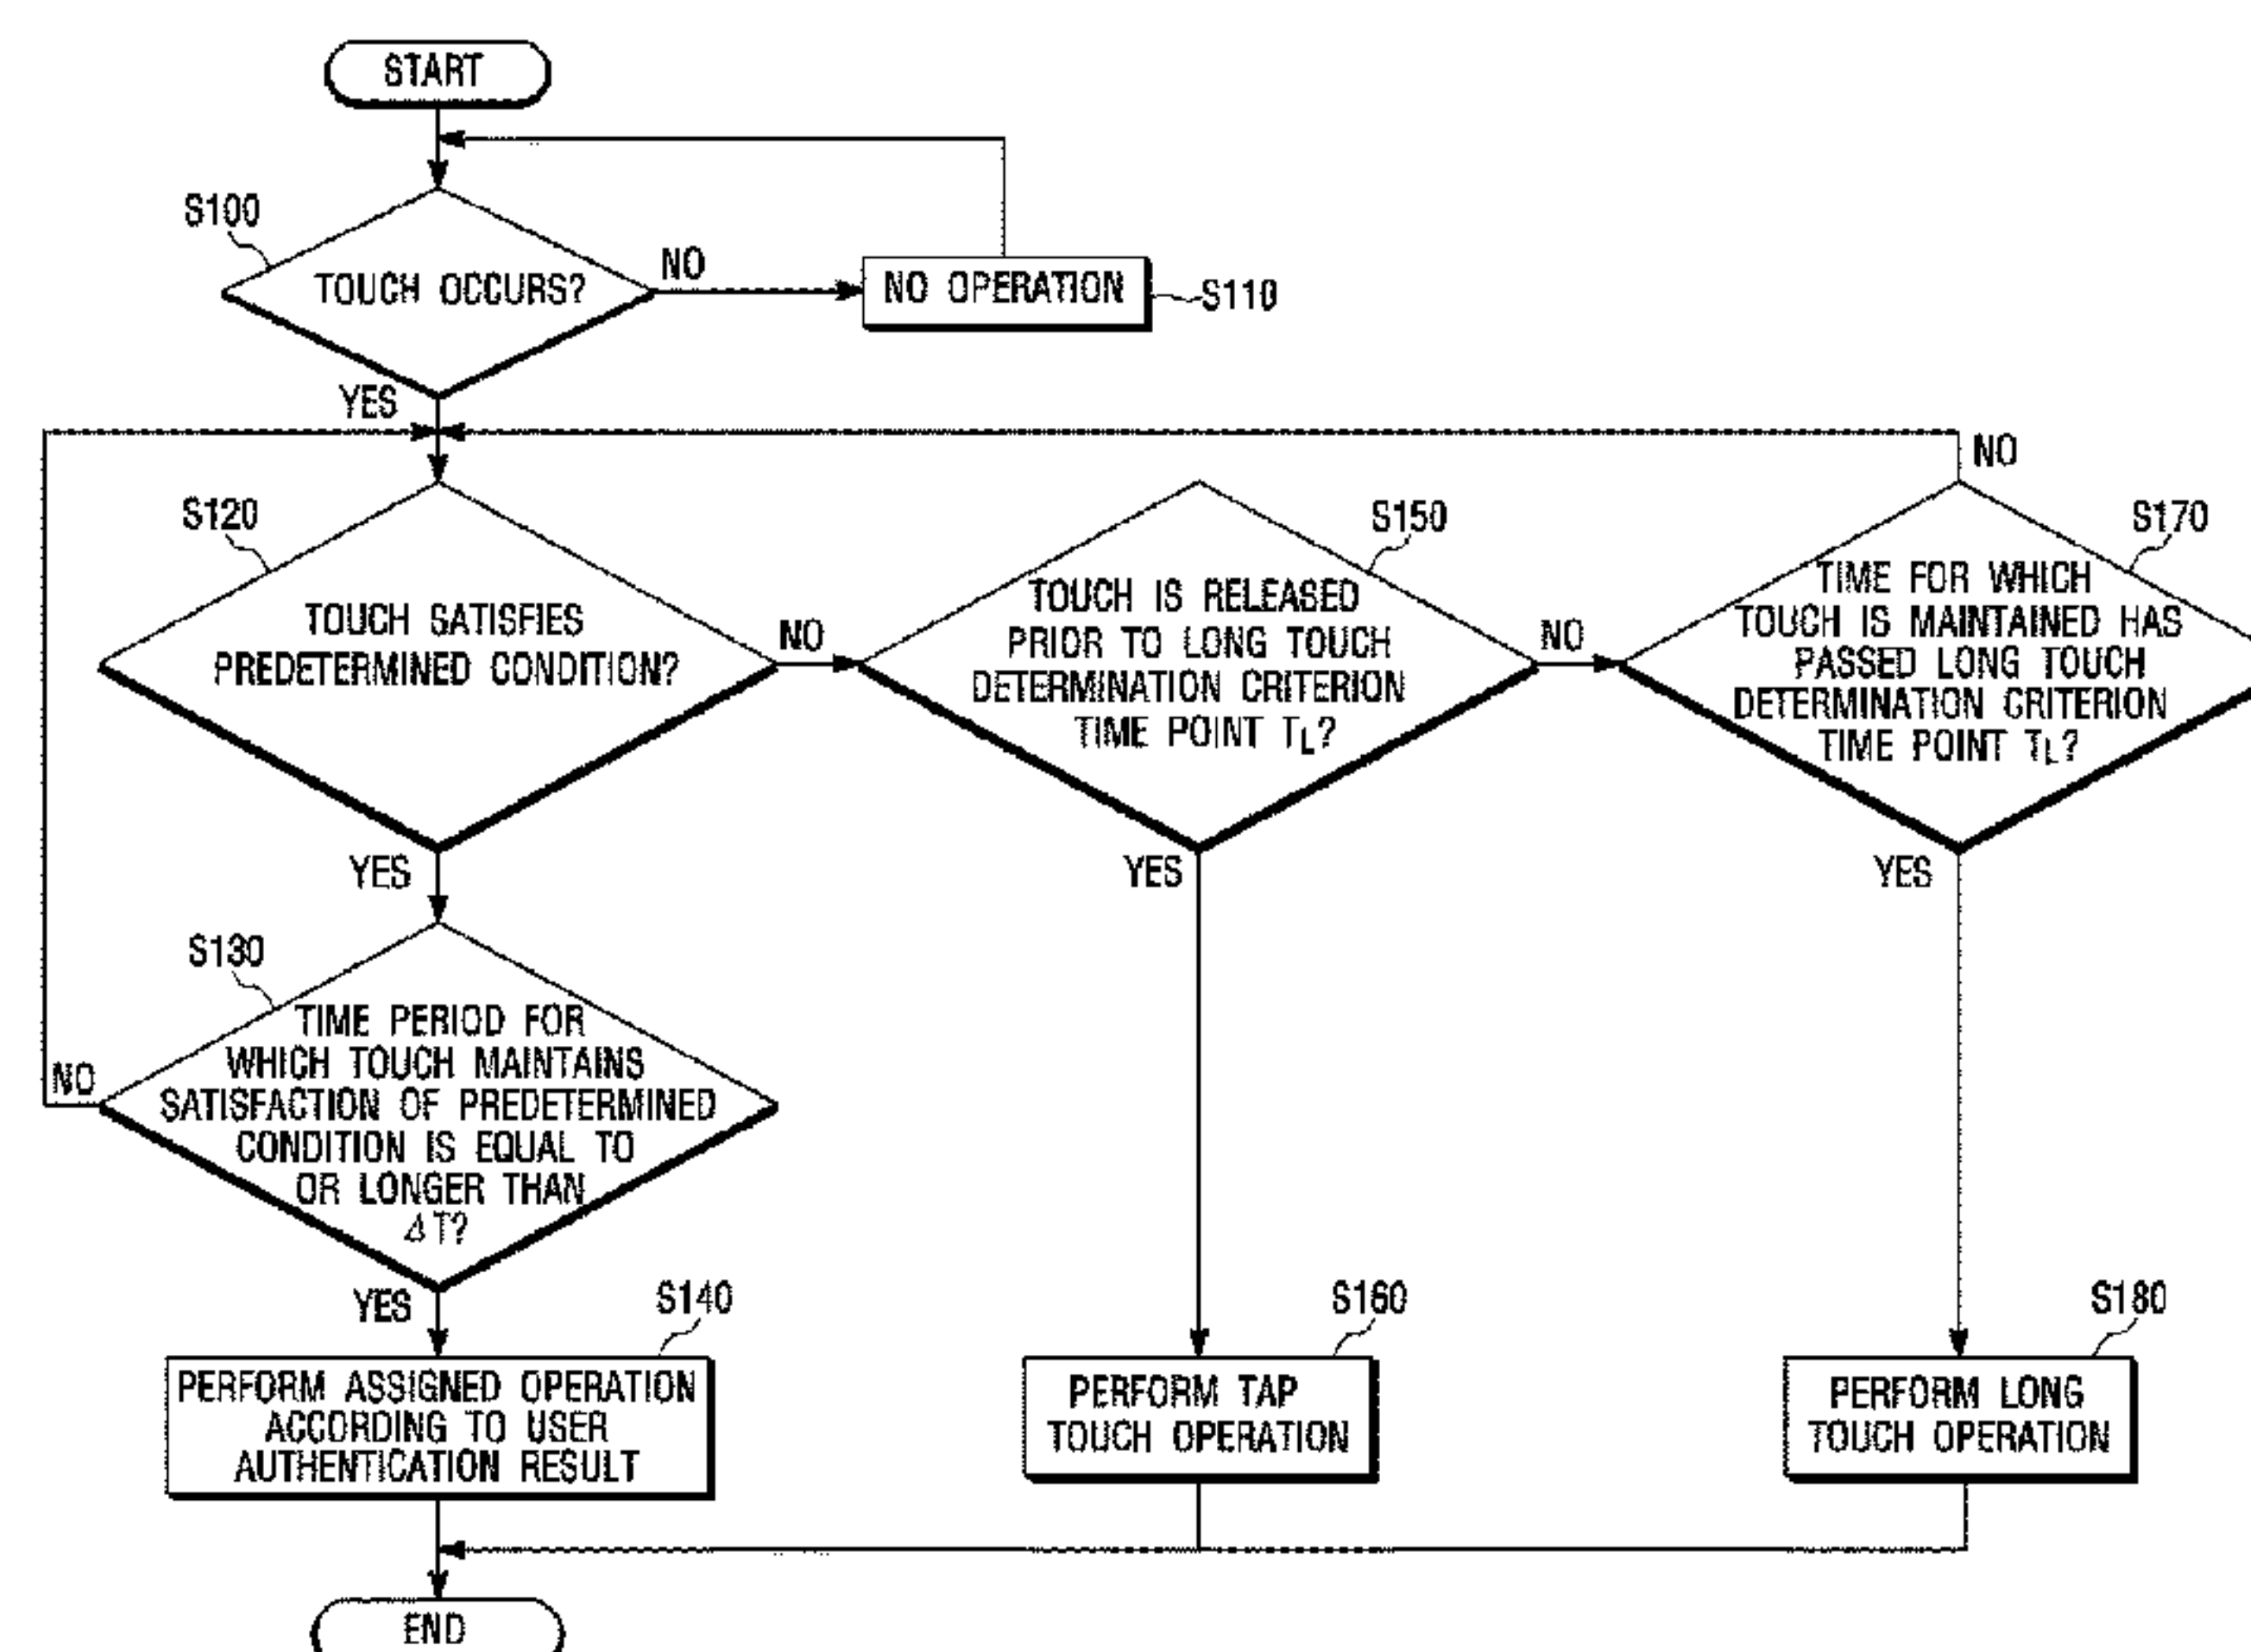 START
S100
TOUCH OCCURS?
NO
NO OPERATION
S110
YES
NO
S120
TOUCH SATISFIES
PREDETERMINED CONDITION?
NO
S150
TOUCH IS RELEASED
PRIOR TO LONG TOUCH
DETERMINATION CRITERION
TIME POINT TL?
NO
S170
TIME FOR WHICH
TOUCH IS MAINTAINED HAS
PASSED LONG TOUCH
DETERMINATION CRITERION
TIME POINT TL?
YES
YES
YES
S130
TIME PERIOD FOR
WHICH TOUCH MAINTAINS
SATISFACTION OF PREDETERMINED
CONDITION IS EQUAL TO
OR LONGER THAN
ΔT?
NO
YES
S140
PERFORM ASSIGNED OPERATION
ACCORDING TO USER
AUTHENTICATION RESULT
S160
PERFORM TAP
TOUCH OPERATION
S180
PERFORM LONG
TOUCH OPERATION
END